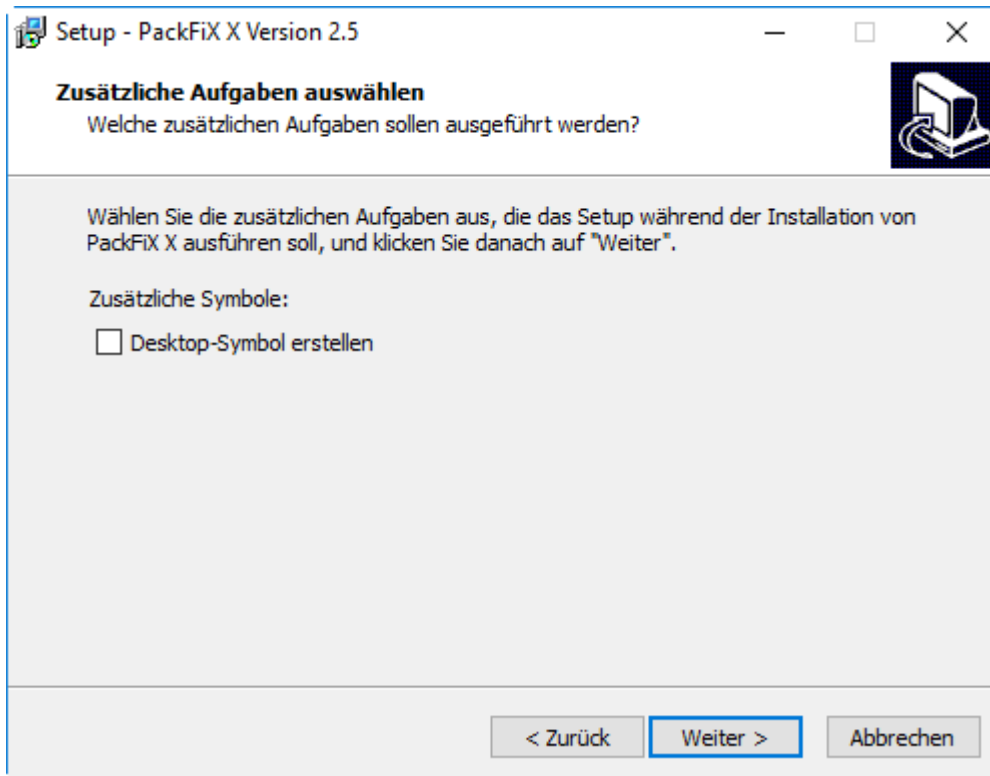 Setup - PackFiX X Version 2.5
Zusätzliche Aufgaben auswählen
Welche zusätzlichen Aufgaben sollen ausgeführt werden?
Wählen Sie die zusätzlichen Aufgaben aus, die das Setup während der Installation von
PackFiX X ausführen soll, und klicken Sie danach auf "Weiter".
Zusätzliche Symbole:
Desktop-Symbol erstellen
< Zurück Weiter > Abbrechen